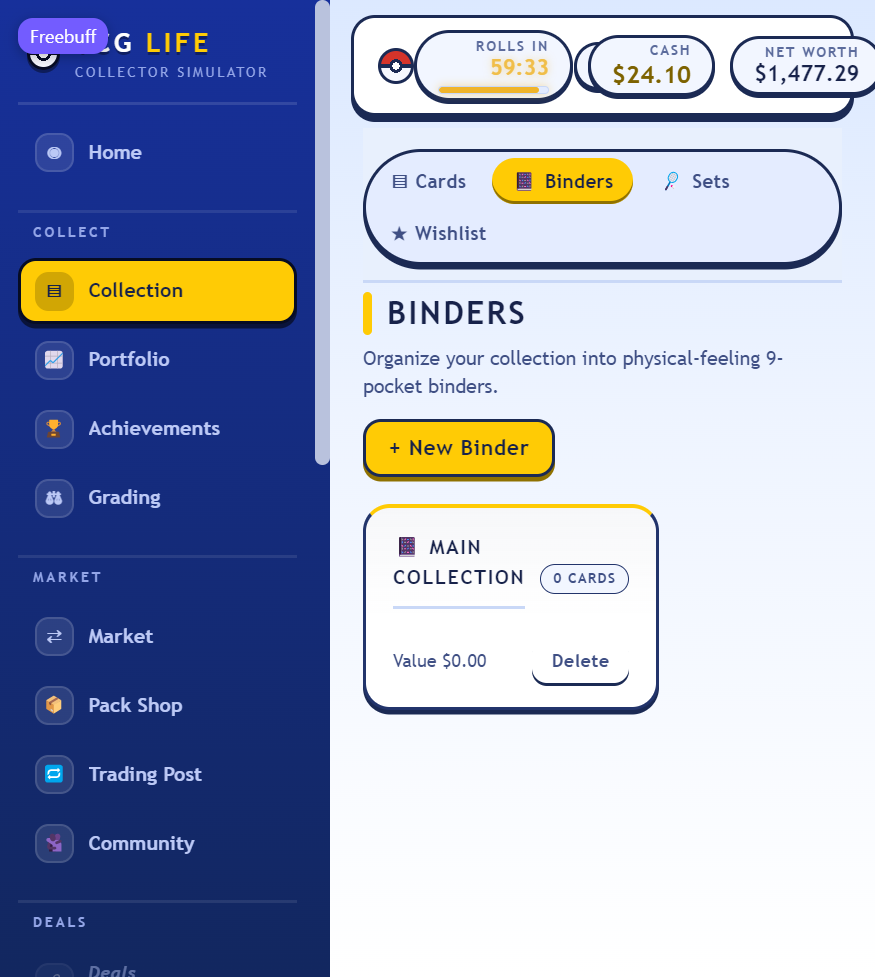 Freebuff
CG LIFE
COLLECTOR SIMULATOR
Home
COLLECT
Collection
Portfolio
Achievements
Grading
MARKET
Market
Pack Shop
Trading Post
Community
DEALS
Deals
ROLLS IN
59:33
CASH
$24.10
NET WORTH
$1,477.29
Cards
Binders
Sets
★ Wishlist
BINDERS
Organize your collection into physical-feeling 9-
pocket binders.
+ New Binder
MAIN
COLLECTION
0 CARDS
Value $0.00
Delete